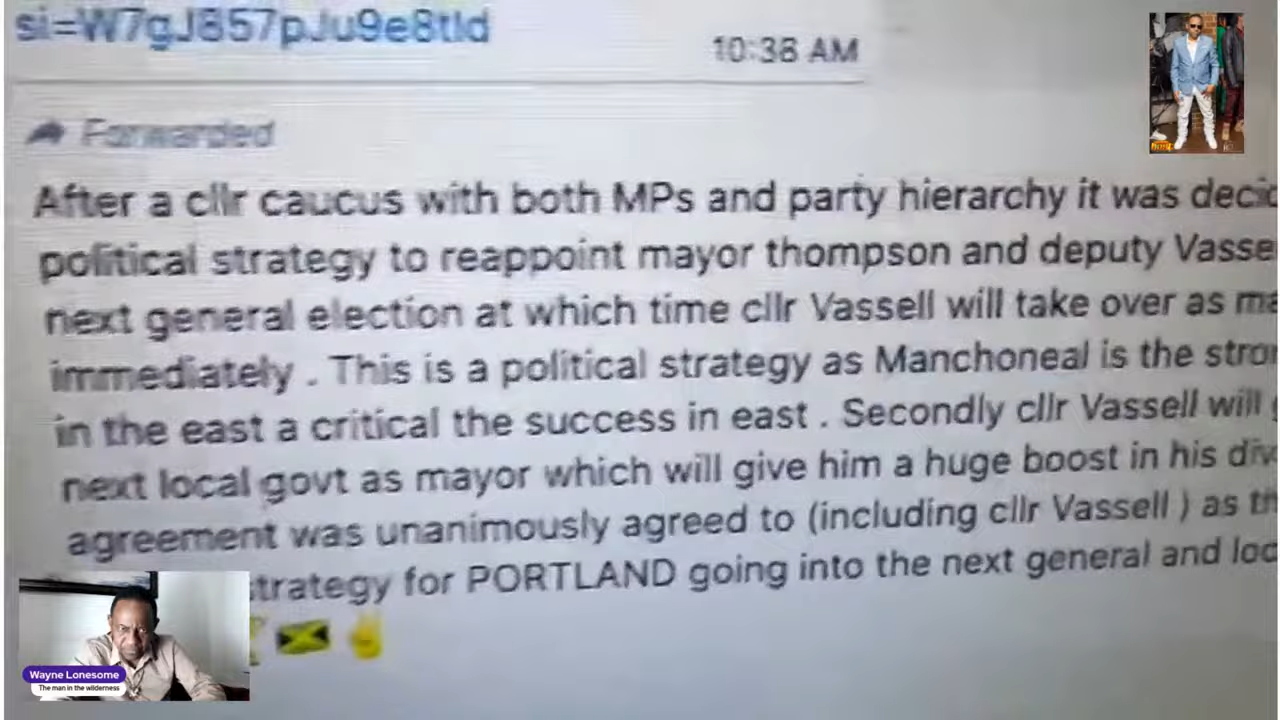 si=W7gJ857pJu9e8tId
10:38 AM
Forwarded
After a cllr caucus with both MPs and party hierarchy it was
political strategy to reappoint mayor thompson and deputy
next general election at which time cllr Vassell will take over as
immediately . This is a political strategy as Manchoneal is the
in the east a critical the success in east . Secondly cllr Vassell will
next local govt as mayor which will give him a huge boost in his
agreement was unanimously agreed to (including cllr Vassell ) as
for PORTLAND going into the next general and
Wayne Lonesome
The man in the wilderness